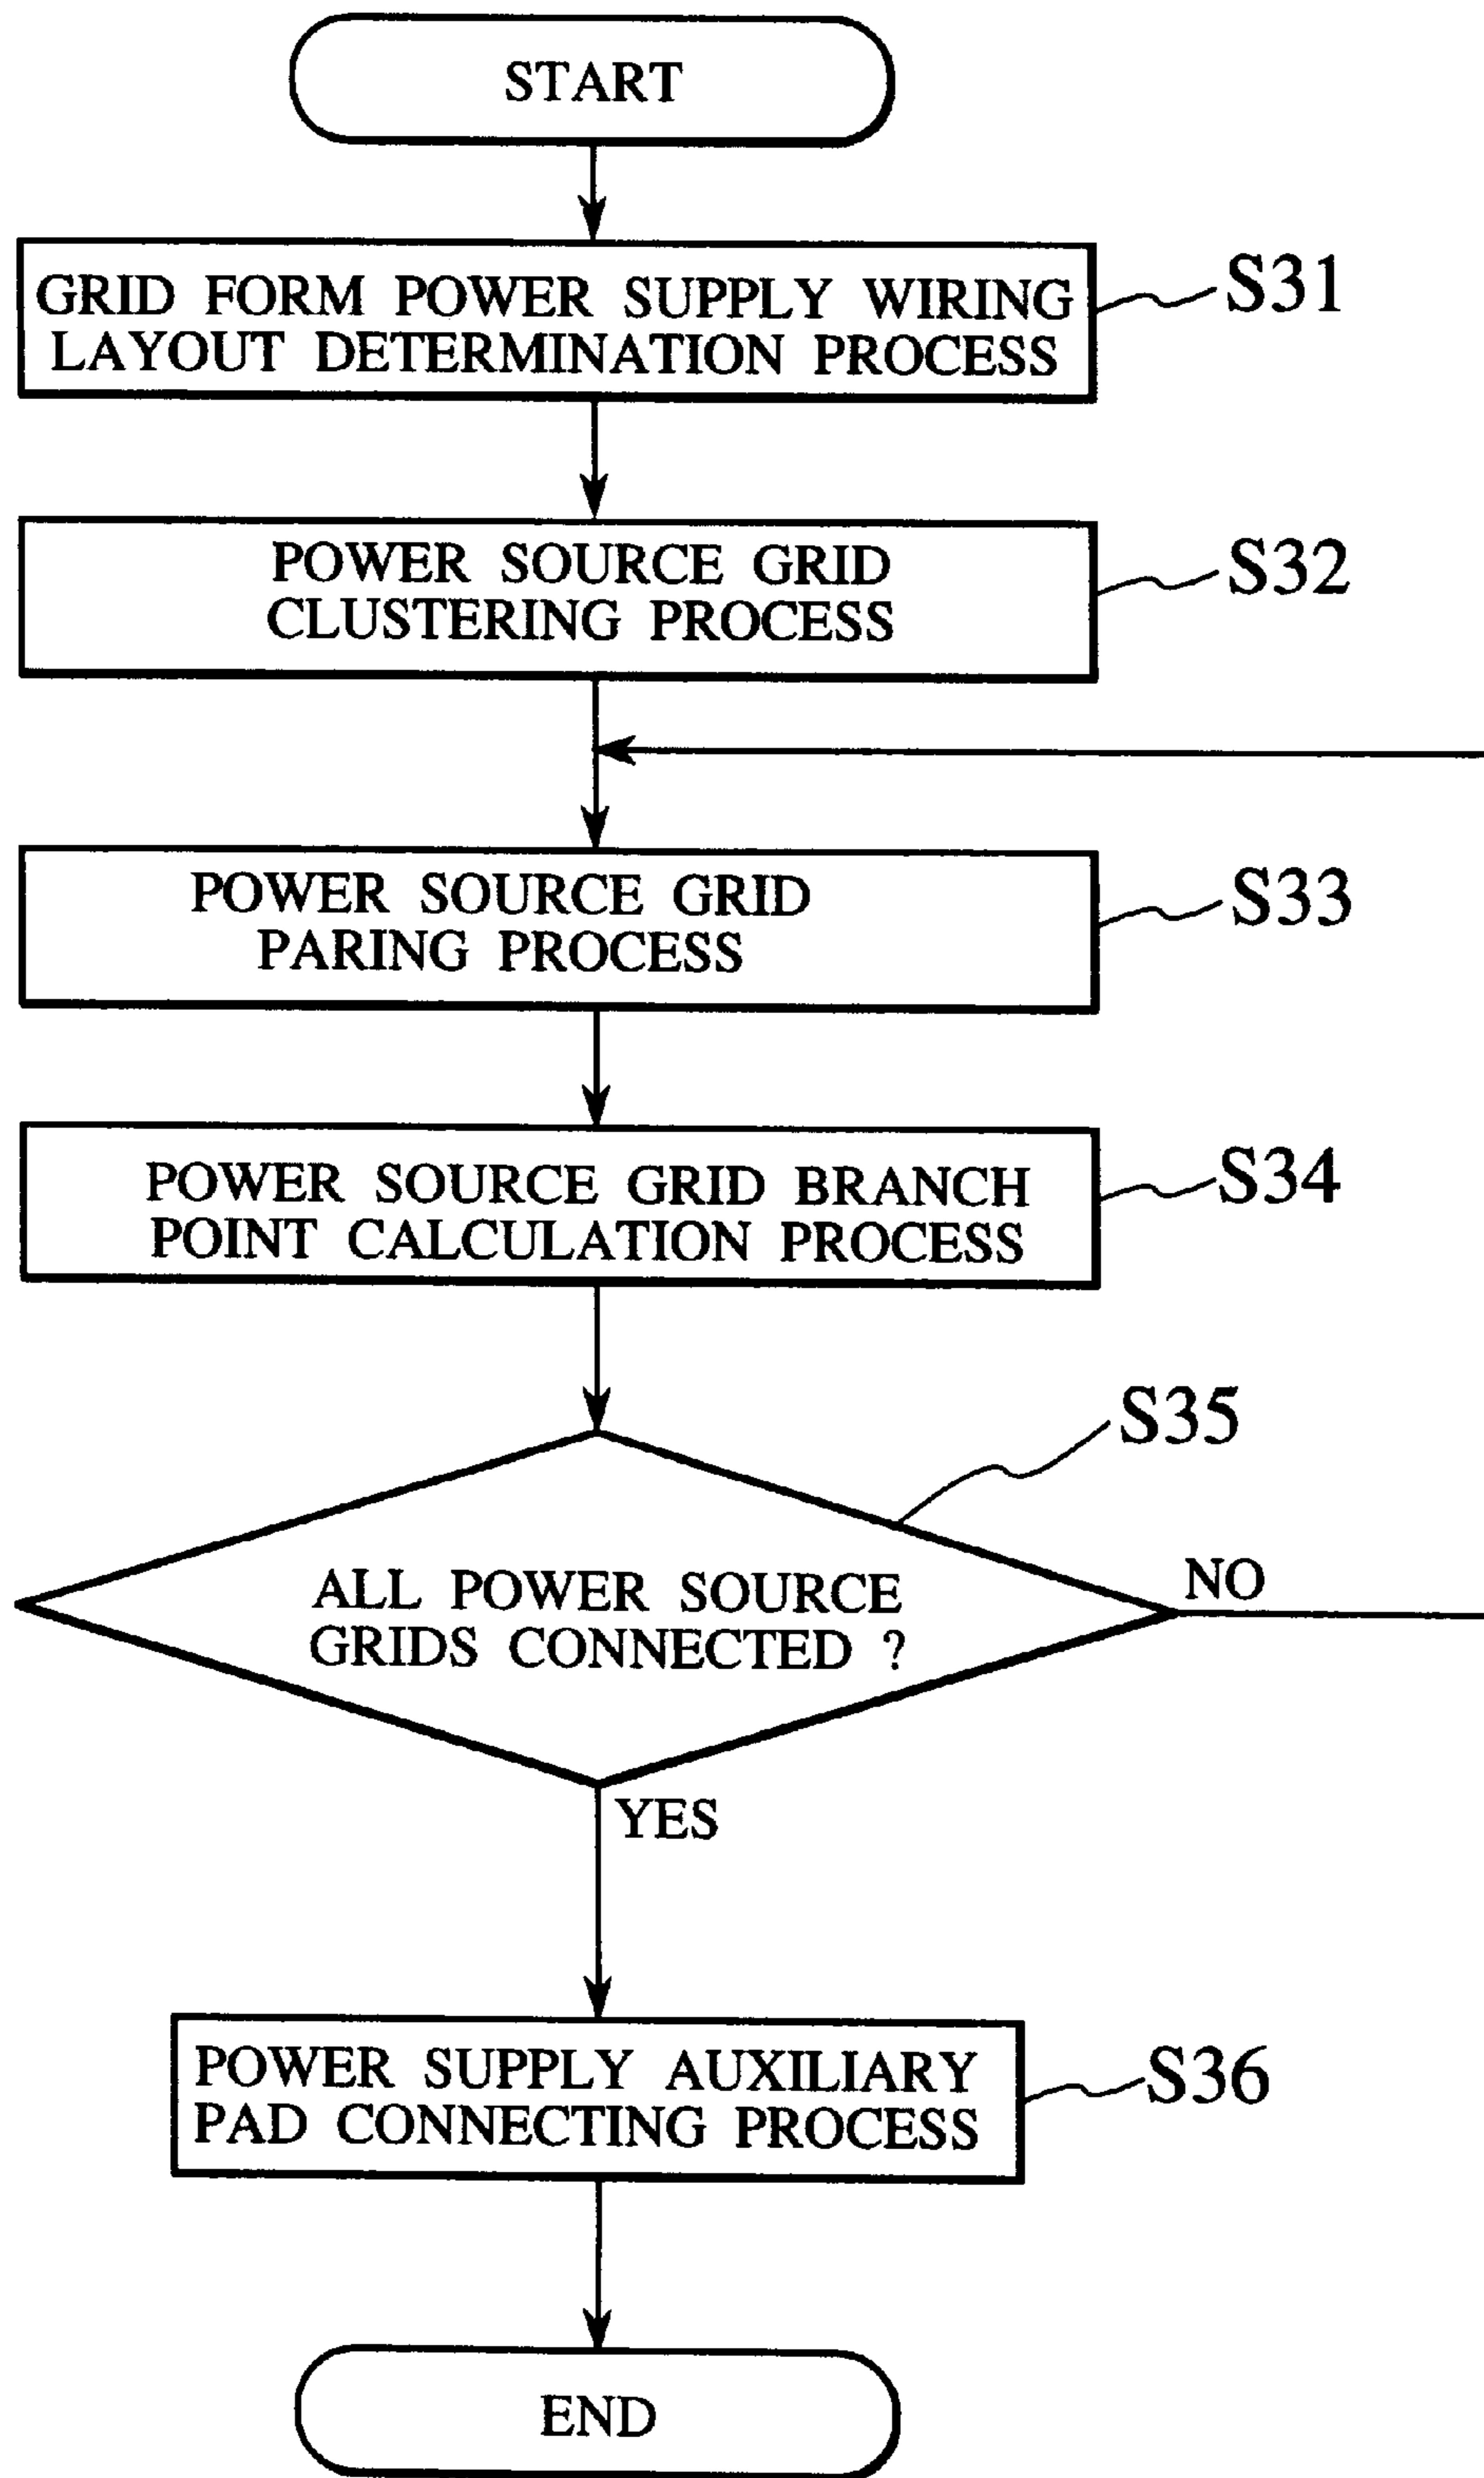 START
GRID FORM POWER SUPPLY WIRING
LAYOUT DETERMINATION PROCESS
S31
POWER SOURCE GRID
CLUSTERING PROCESS
S32
POWER SOURCE GRID
PARING PROCESS
S33
POWER SOURCE GRID BRANCH
POINT CALCULATION PROCESS
S34
S35
ALL POWER SOURCE
GRIDS CONNECTED ?
NO
YES
POWER SUPPLY AUXILIARY
PAD CONNECTING PROCESS
S36
END